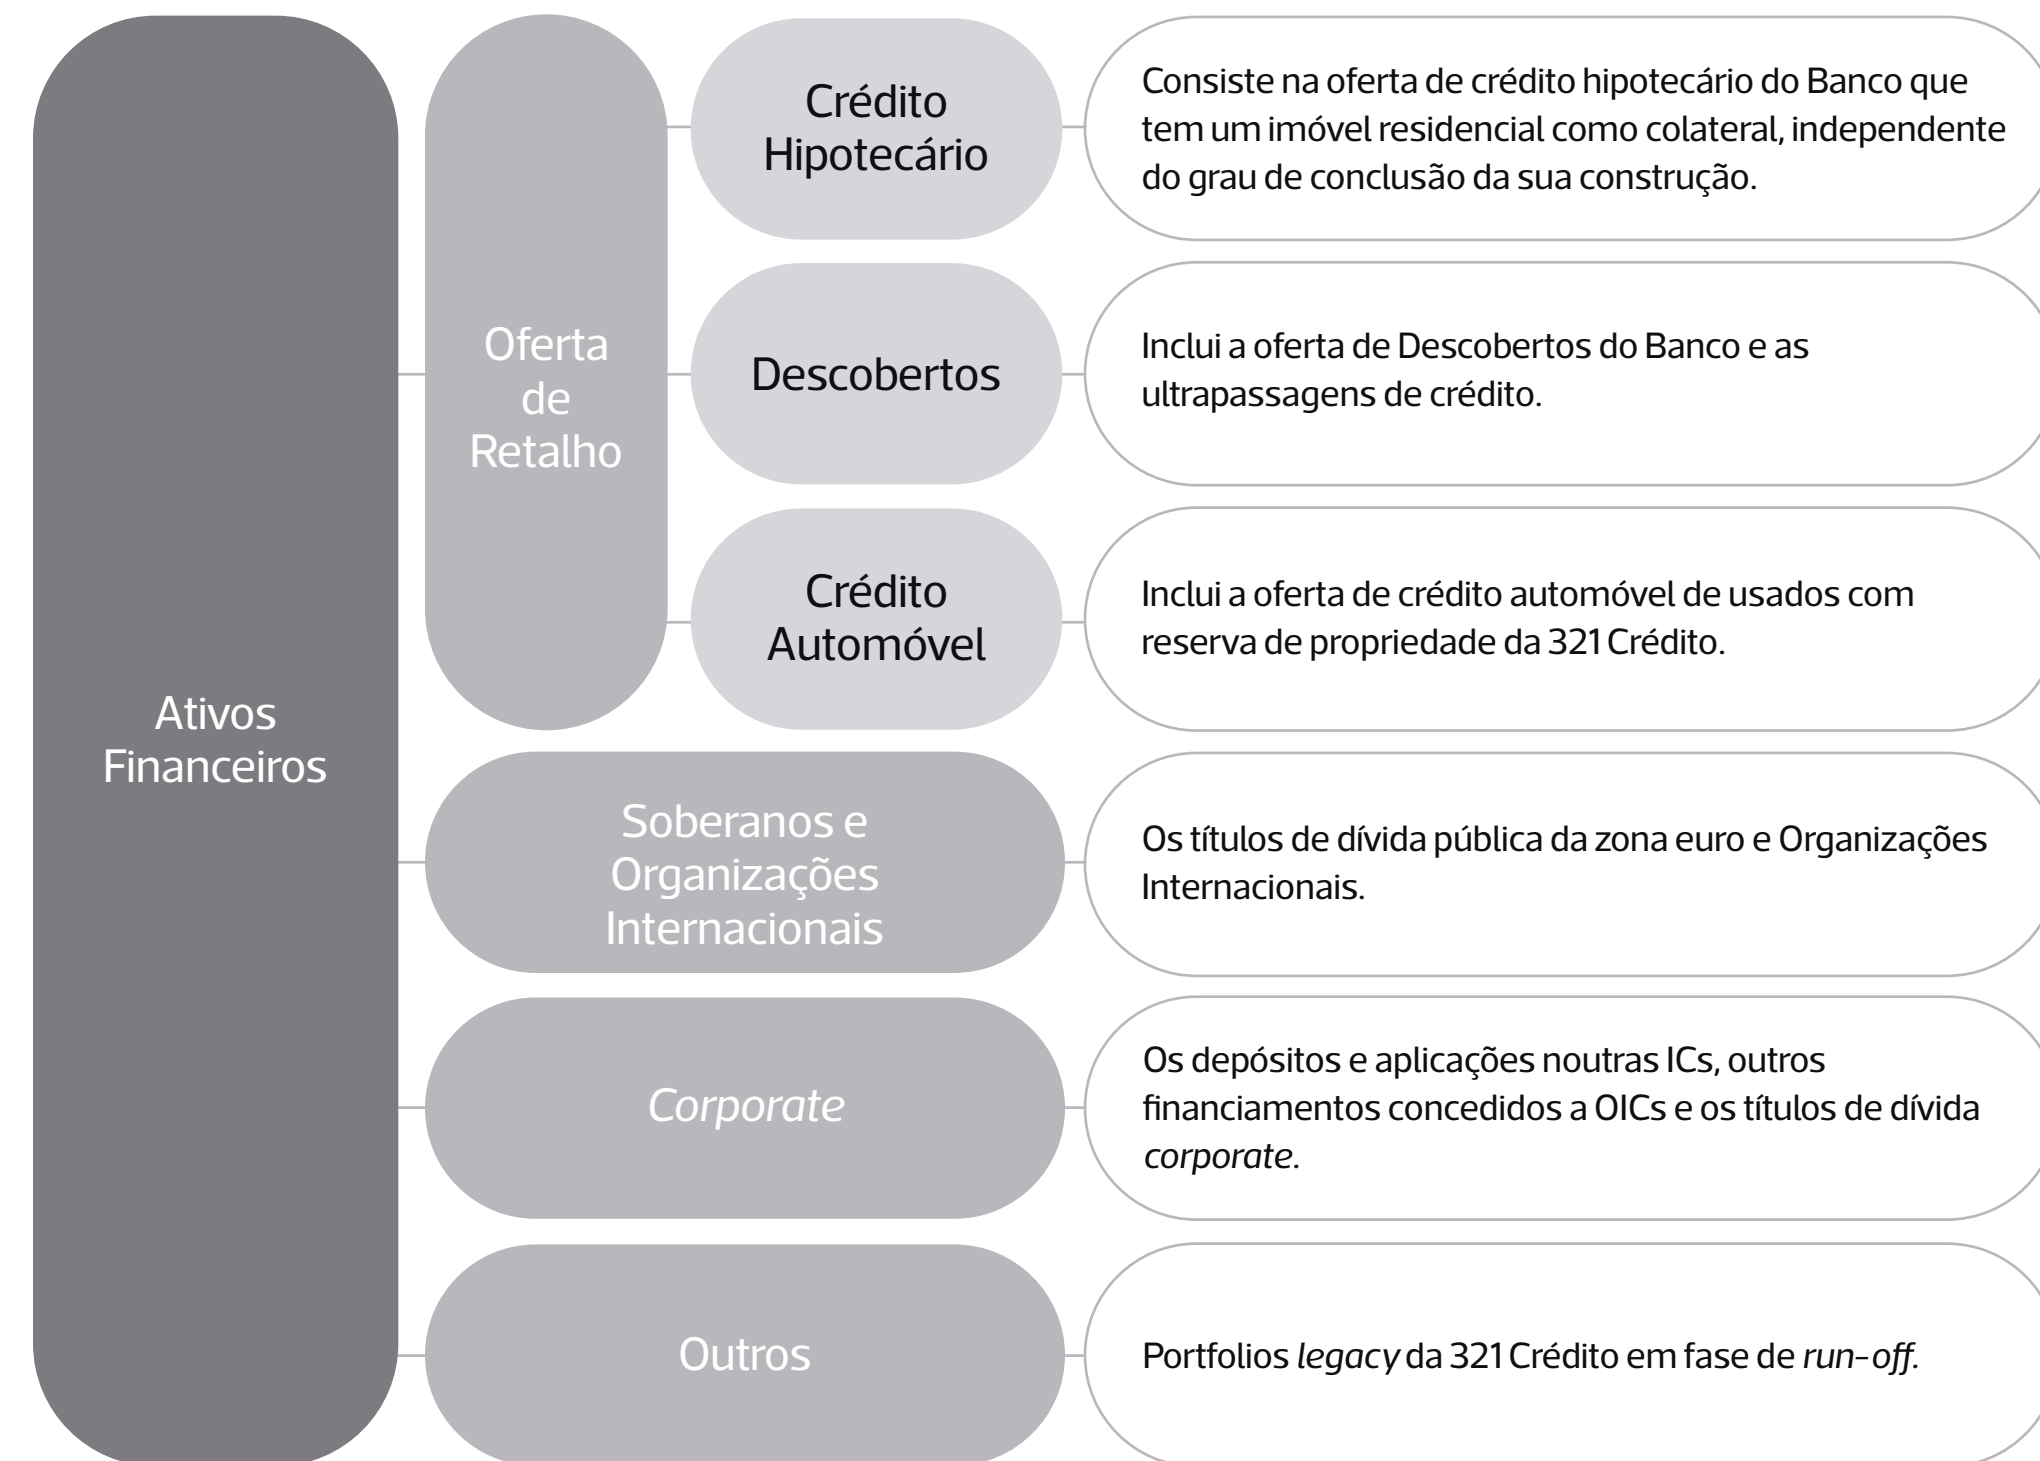 Ativos
Financeiros
Oferta
de
Retalho
Crédito
Hipotecário
Consiste na oferta de crédito hipotecário do Banco que
tem um imóvel residencial como colateral, independente
do grau de conclusão da sua construção.
Descobertos
Inclui a oferta de Descobertos do Banco e as
ultrapassagens de crédito.
Crédito
Automóvel
Inclui a oferta de crédito automóvel de usados com
reserva de propriedade da 321 Crédito.
Soberanos e
Organizações
Internacionais
Os títulos de dívida pública da zona euro e Organizações
Internacionais.
Corporate
Os depósitos e aplicações noutras ICs, outros
financiamentos concedidos a OICs e os títulos de dívida
corporate.
Outros
Portfolios legacy da 321 Crédito em fase de run-off.